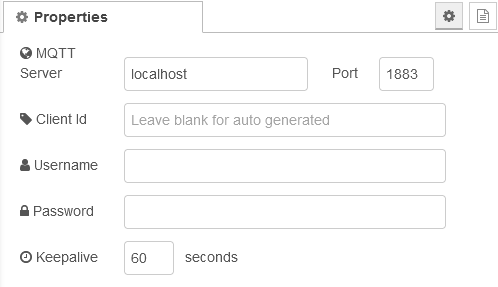 Properties
MQTT
Server localhost Port 1883
Client Id Leave blank for auto generated
Username
Password
Keepalive 60 seconds